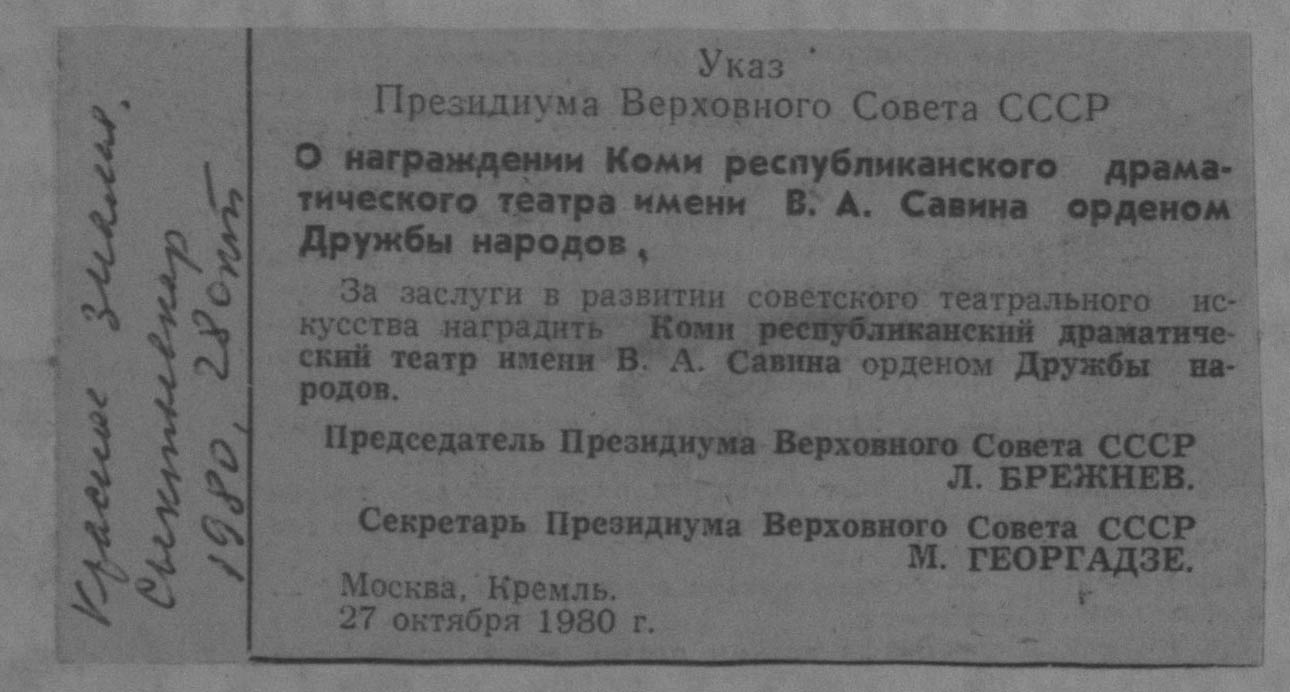 Красное знамя.
Сыктывкар
1980, 28 окт
Указ
Президиума Верховного Совета СССР
О награждении Коми республиканского драма-
тического театра имени В. А. Савина орденом
Дружбы народов,
За заслуги в развитии советского театрального ис-
кусства наградить Коми республиканский драматиче-
ский театр имени В. А. Савина орденом Дружбы на-
родов.
Председатель Президиума Верховного Совета СССР
Л. БРЕЖНЕВ.
Секретарь Президиума Верховного Совета СССР
М. ГЕОРГАДЗЕ.
Москва, Кремль.
27 октября 1980 г.